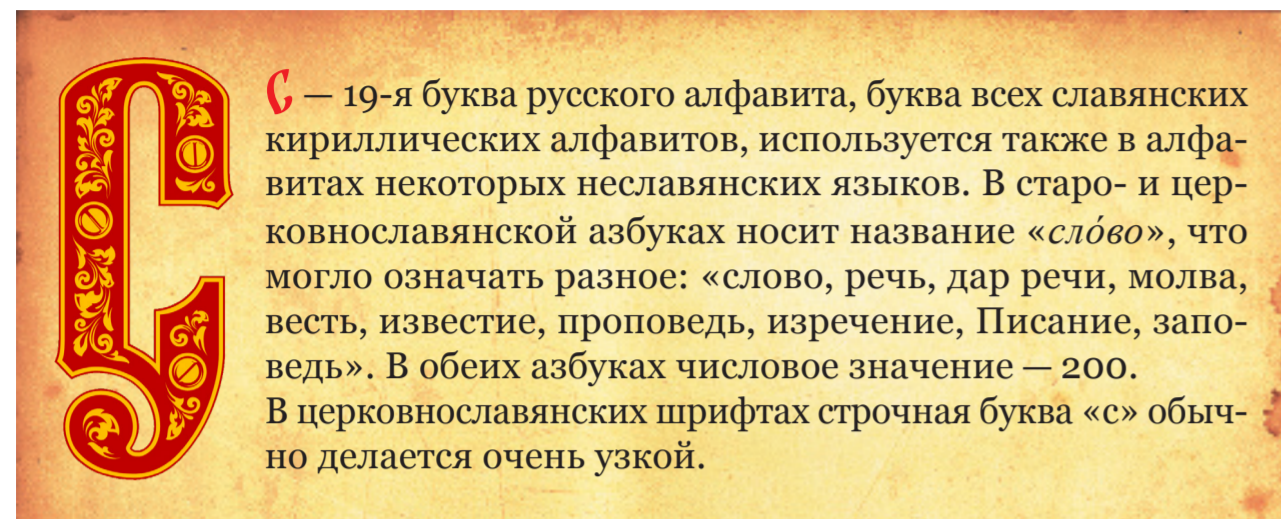 С
С — 19-я буква русского алфавита, буква всех славянских
кириллических алфавитов, используется также в алфа-
витах некоторых неславянских языков. В старо- и цер-
ковнославянской азбуках носит название «сло́во», что
могло означать разное: «слово, речь, дар речи, молва,
весть, известие, проповедь, изречение, Писание, запо-
ведь». В обеих азбуках числовое значение — 200.
В церковнославянских шрифтах строчная буква «с» обыч-
но делается очень узкой.